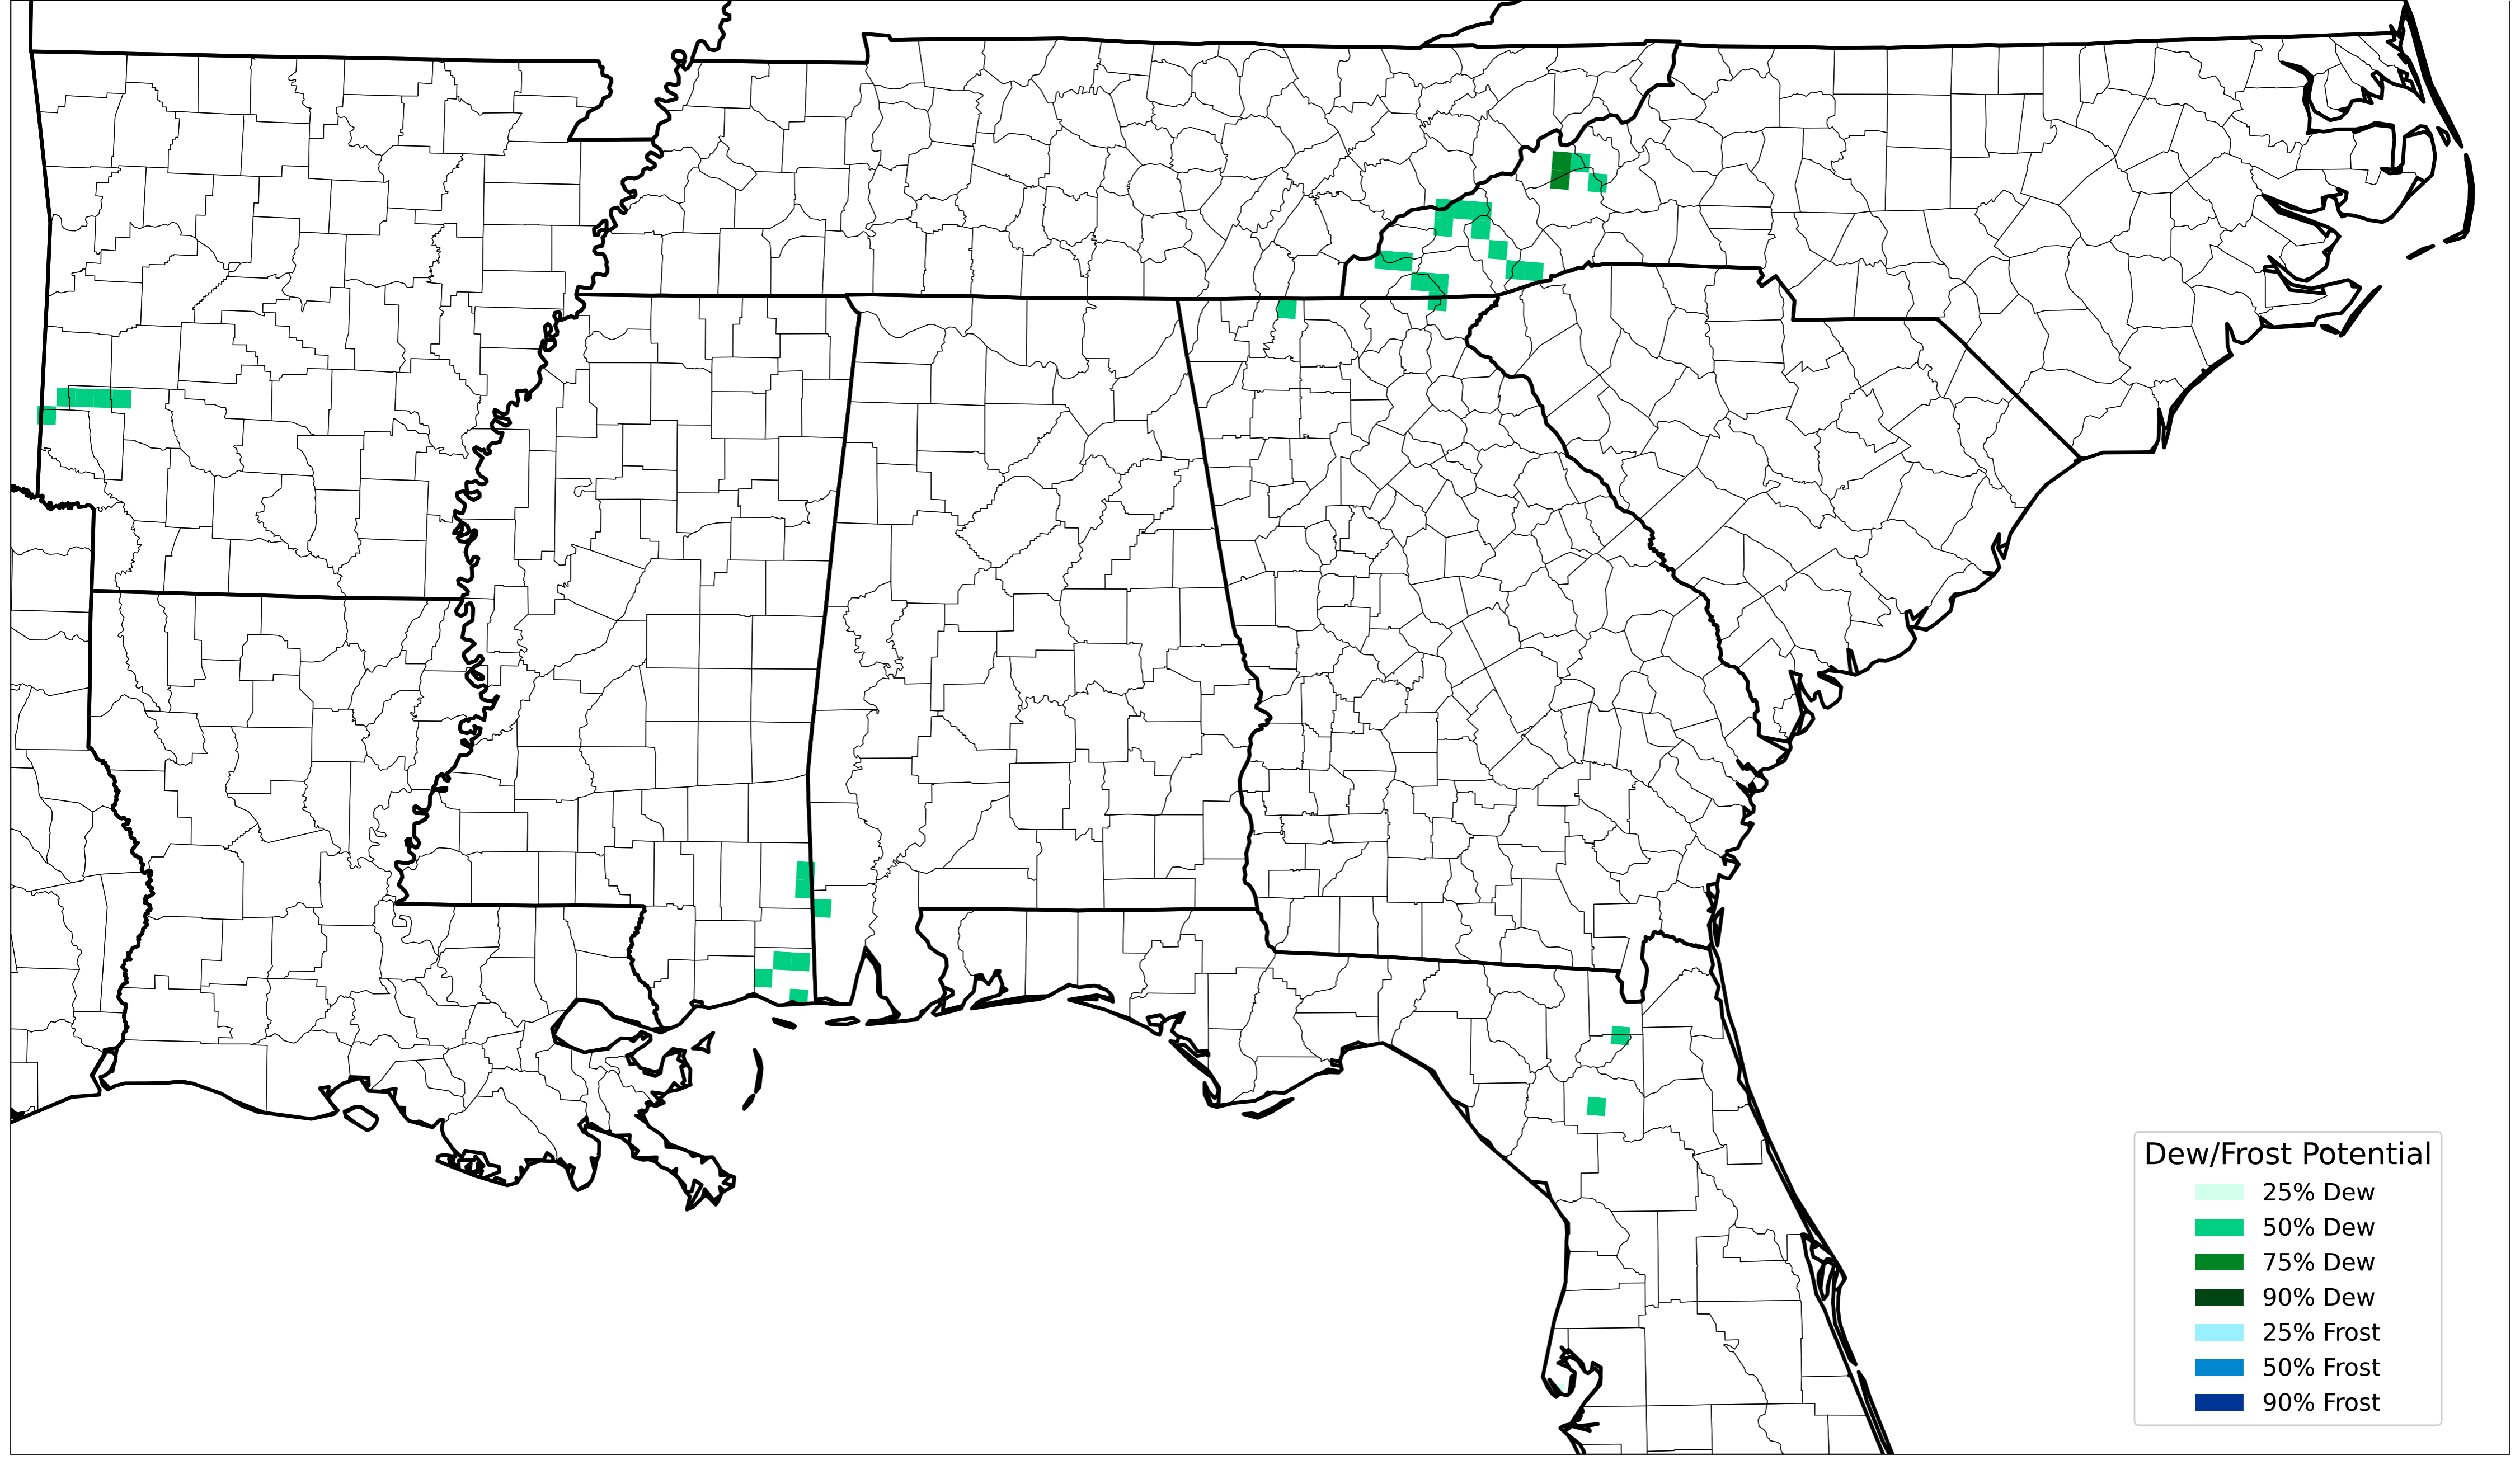 Dew/Frost Potential
25% Dew
50% Dew
75% Dew
90% Dew
25% Frost
50% Frost
90% Frost